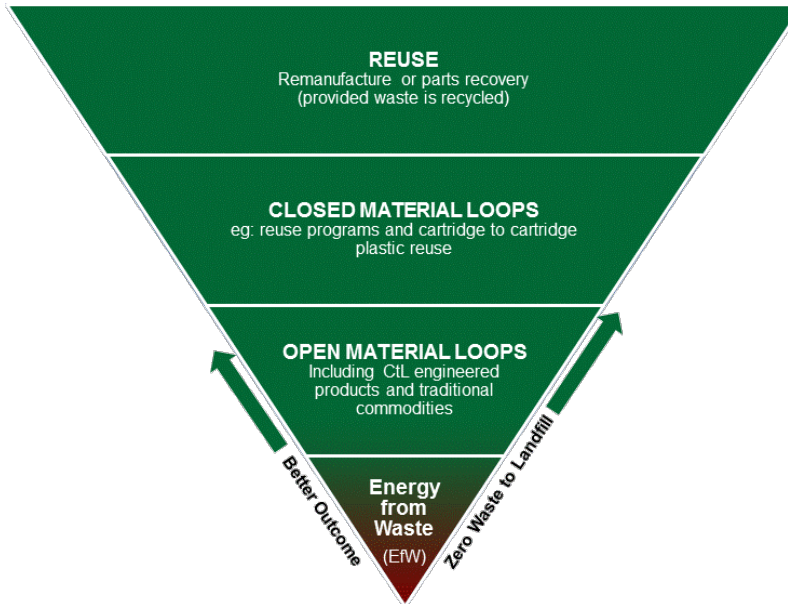 REUSE
Remanufacture or parts recovery
(provided waste is recycled)
CLOSED MATERIAL LOOPS
eg: reuse programs and cartridge to cartridge
plastic reuse
OPEN MATERIAL LOOPS
Including CtL engineered
products and traditional
commodities
Energy
from
Waste
(EfW)
Better Outcome
Zero Waste to Landfill